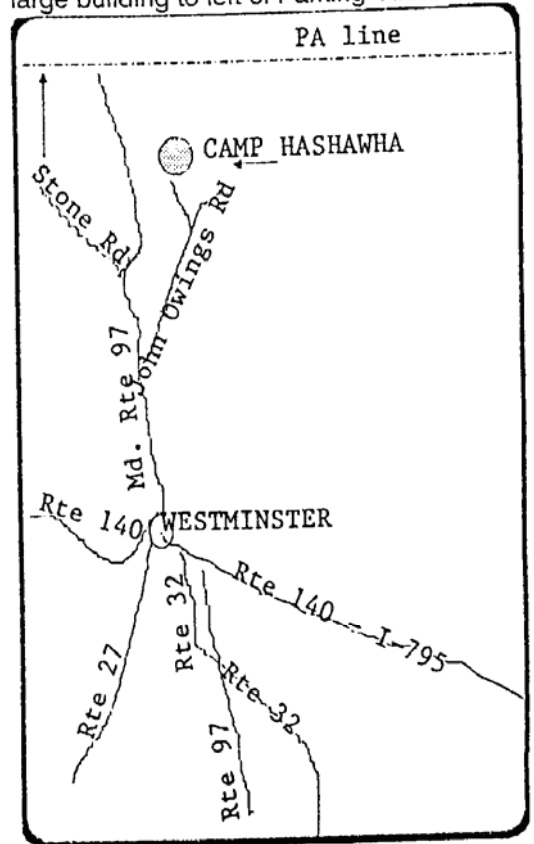 large building to left of Parking
PA line
CAMP HASHAWHA
Stone Rd
John Owings Rd
Md. Rte 97
Rte 140
WESTMINSTER
Rte 140 - I-795
Rte 32
Rte 27
Rte 32
Rte 97